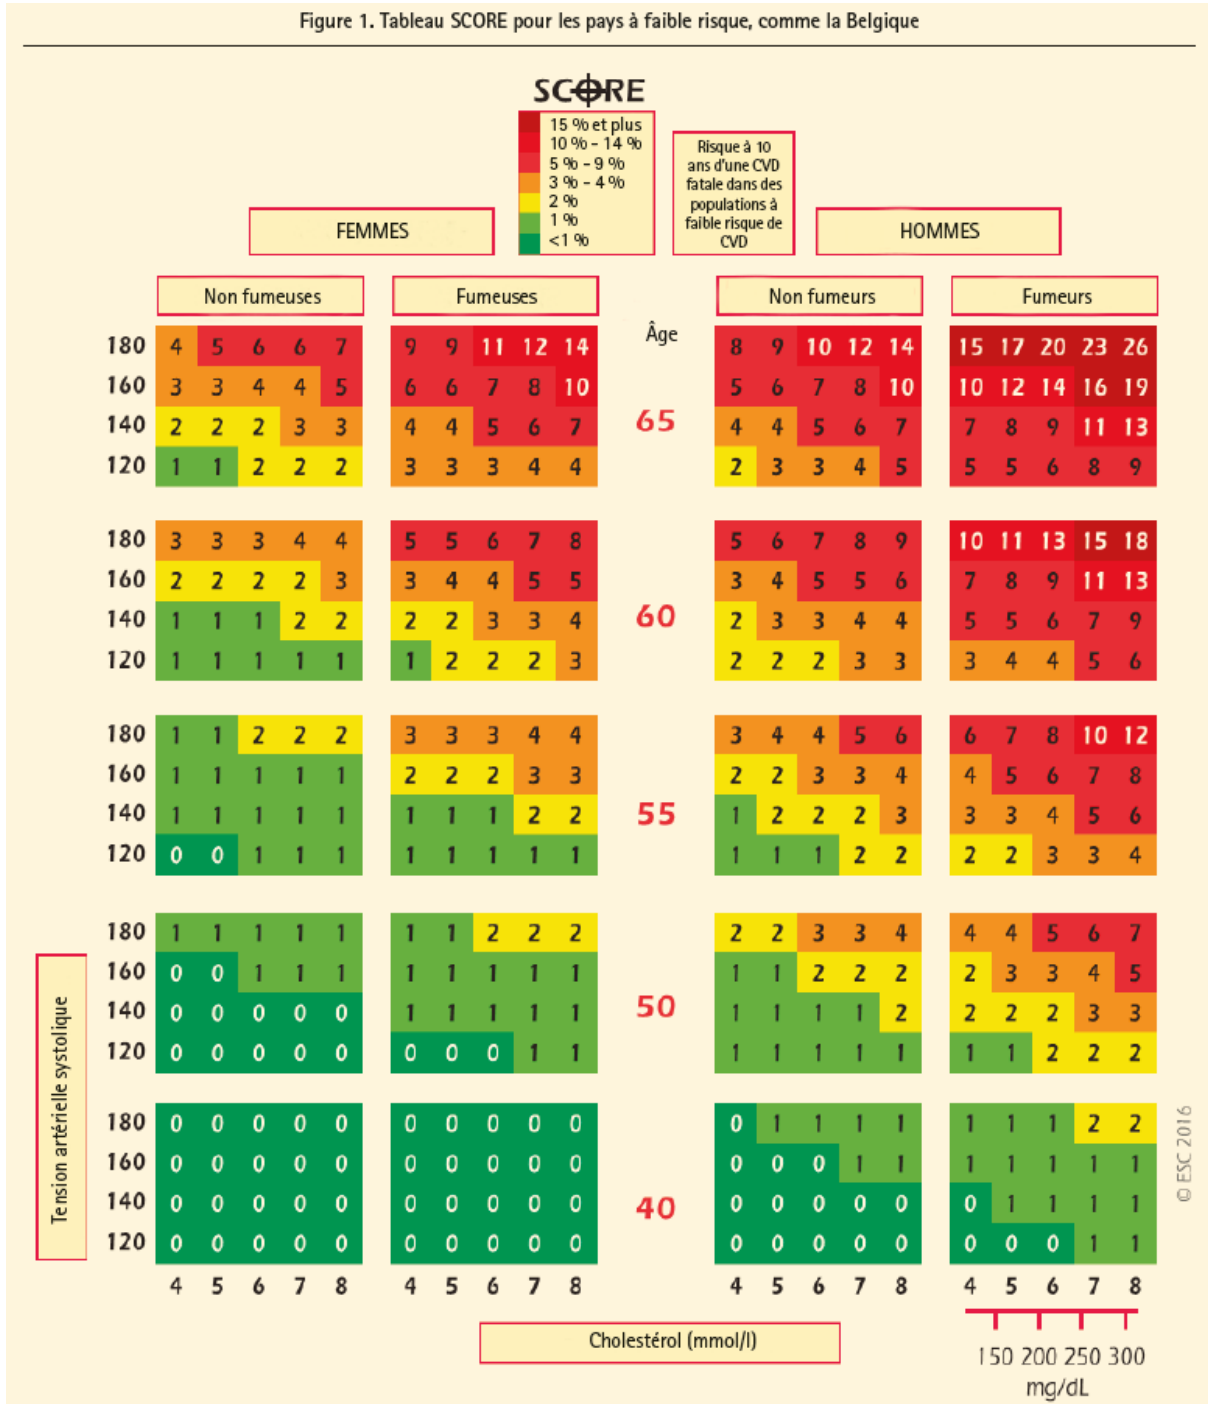 Figure 1. Tableau SCORE pour les pays à faible risque, comme la Belgique
SCORE
15 % et plus
10 % - 14 %
5 % - 9 %
3 % - 4 %
2 %
1 %
<1 %
Risque à 10
ans d'une CVD
fatale dans des
populations à
faible risque de
CVD
FEMMES
HOMMES
Non fumeuses
Fumeuses
Âge
Non fumeurs
Fumeurs
180 4 5 6 6 7 9 9 11 12 14 8 9 10 12 14 15 17 20 23 26
160 3 3 4 4 5 6 6 7 8 10 5 6 7 8 10 10 12 14 16 19
65
140 2 2 2 3 3 4 4 5 6 7 4 4 5 6 7 7 8 9 11 13
120 1 1 2 2 2 3 3 3 4 4 2 3 3 4 5 5 5 6 8 9
180 3 3 3 4 4 5 5 6 7 8 5 6 7 8 9 10 11 13 15 18
160 2 2 2 2 3 3 4 4 5 5 3 4 5 5 6 7 8 9 11 13
60
140 1 1 1 2 2 2 2 3 3 4 2 3 3 4 4 5 5 6 7 9
120 1 1 1 1 1 1 2 2 2 3 2 2 2 3 3 3 4 4 5 6
180 1 1 2 2 2 3 3 3 4 4 3 4 4 5 6 6 7 8 10 12
160 1 1 1 1 1 2 2 2 3 3 2 2 3 3 4 4 5 6 7 8
55
140 1 1 1 1 1 1 1 1 2 2 1 2 2 2 3 3 3 4 5 6
120 0 0 1 1 1 1 1 1 1 1 1 1 1 2 2 2 2 3 3 4
180 1 1 1 1 1 1 1 2 2 2 2 2 3 3 4 4 4 5 6 7
160 0 0 1 1 1 1 1 1 1 1 1 1 2 2 2 2 3 3 4 5
50
140 0 0 0 0 0 1 1 1 1 1 1 1 1 1 2 2 2 2 3 3
120 0 0 0 0 0 0 0 0 1 1 1 1 1 1 1 1 1 2 2 2
180 0 0 0 0 0 0 0 0 0 0 0 1 1 1 1 1 1 1 2 2
160 0 0 0 0 0 0 0 0 0 0 0 0 0 1 1 1 1 1 1 1
40
140 0 0 0 0 0 0 0 0 0 0 0 0 0 0 0 0 1 1 1 1
120 0 0 0 0 0 0 0 0 0 0 0 0 0 0 0 0 0 0 1 1
4 5 6 7 8 4 5 6 7 8 4 5 6 7 8 4 5 6 7 8
Tension artérielle systolique
Cholestérol (mmol/l)
150 200 250 300
mg/dL
© ESC 2016